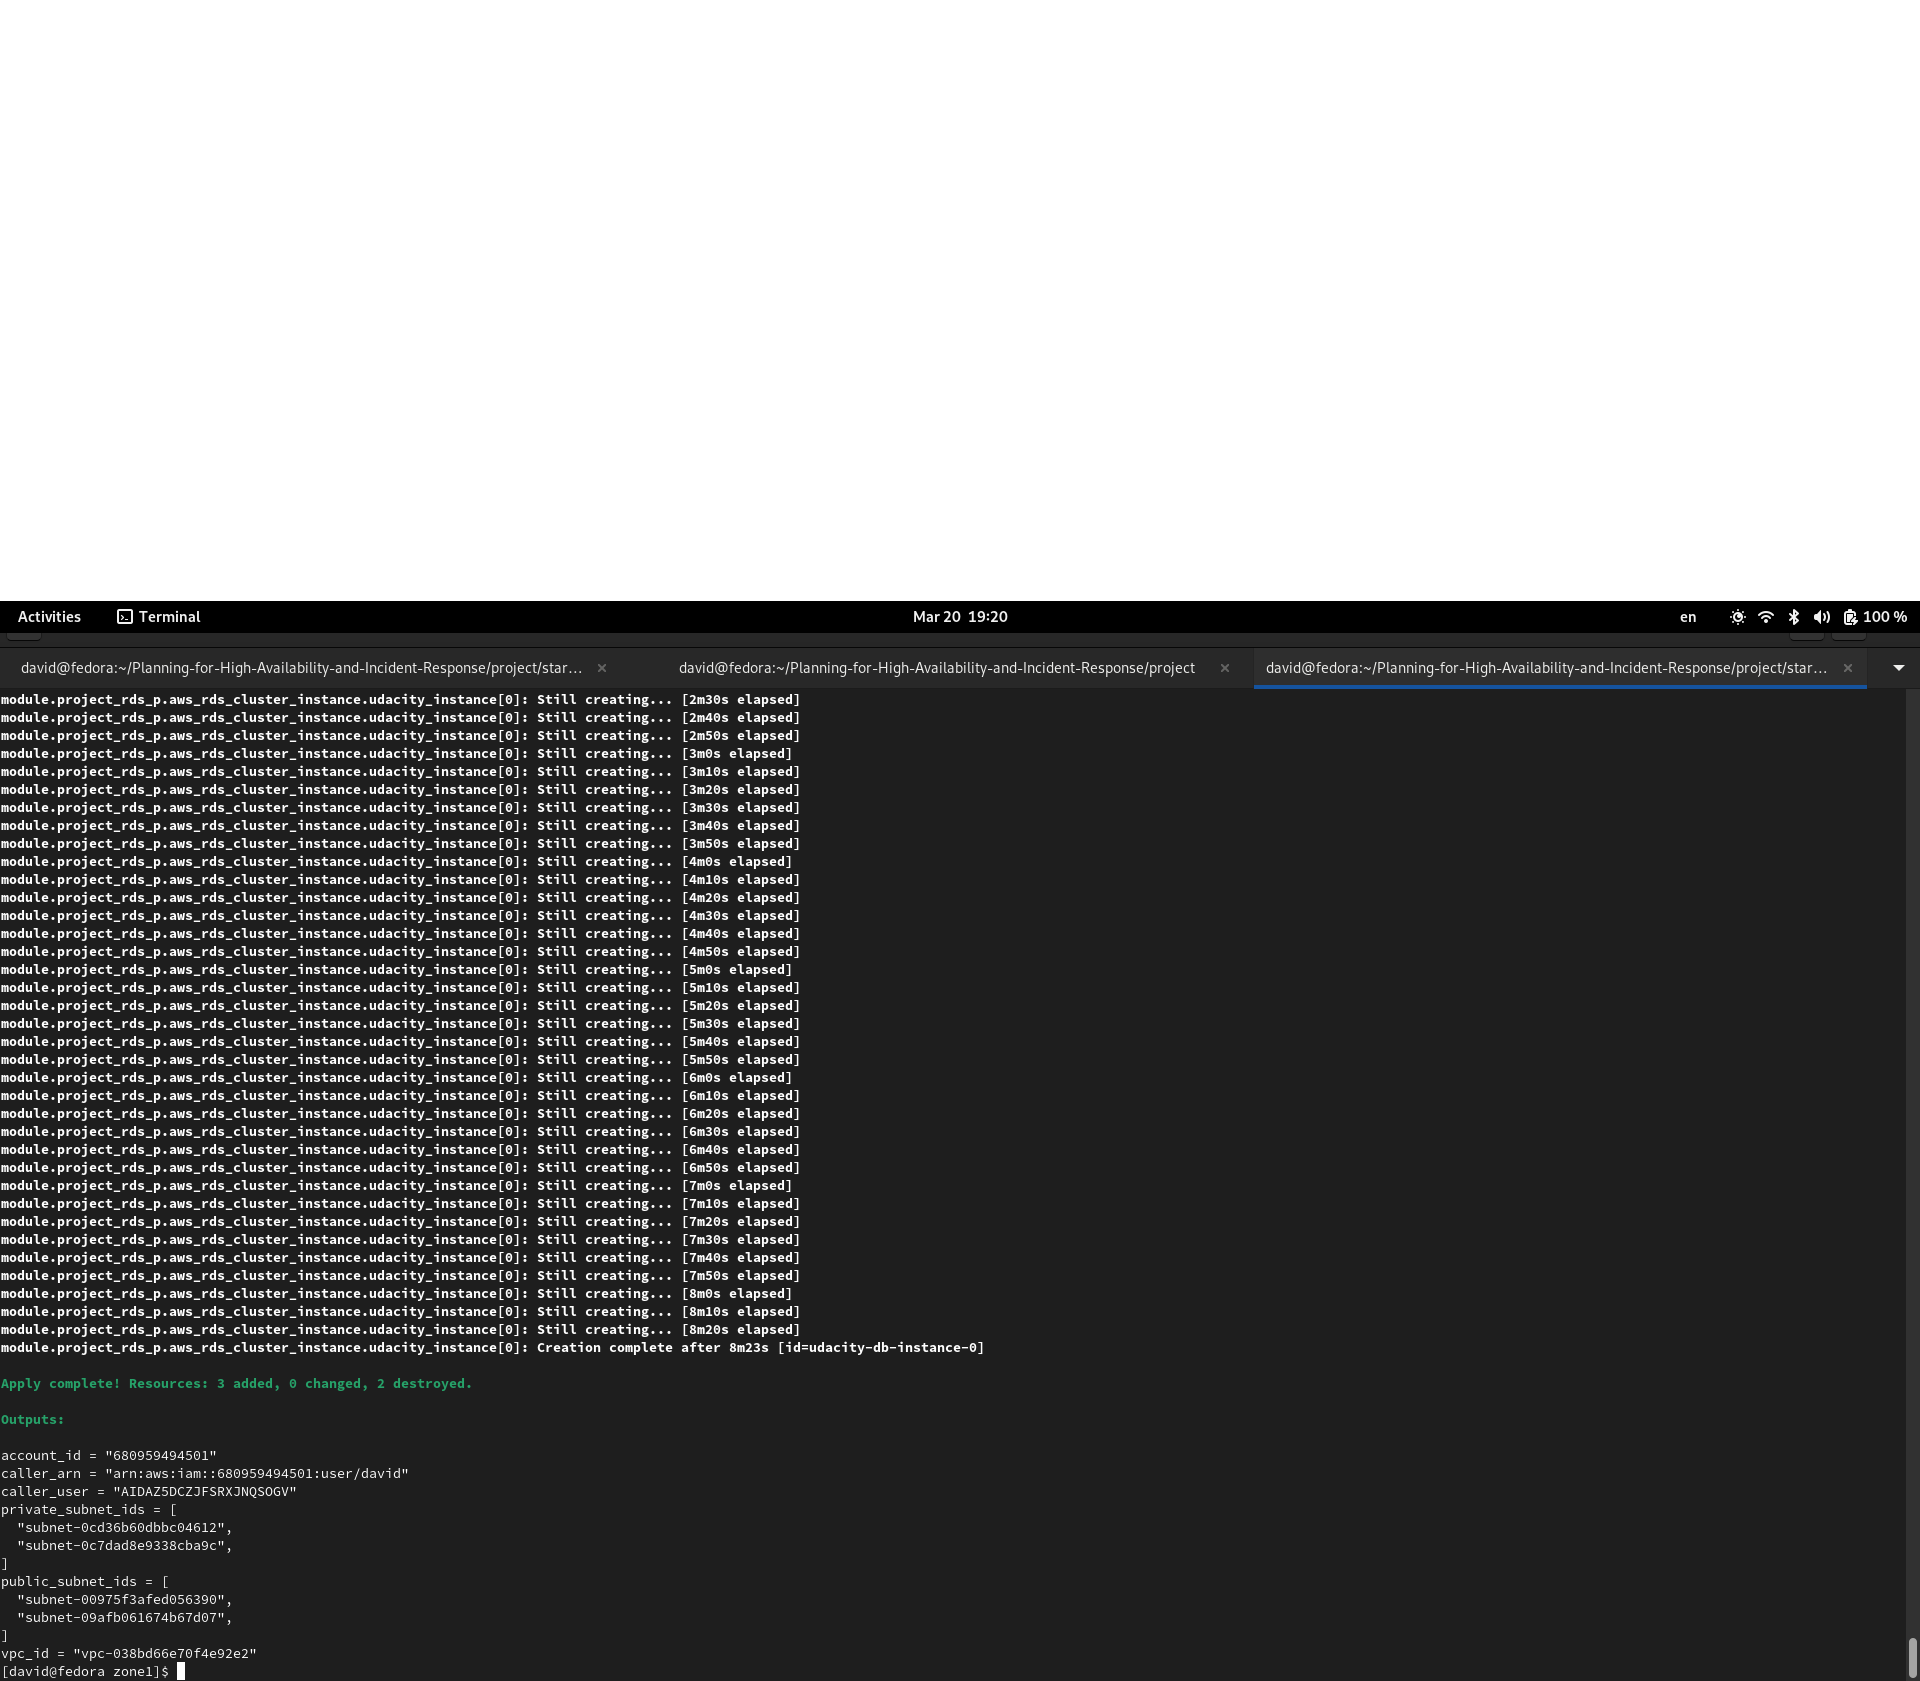 Activities Terminal Mar 20 19:20 en 100 %
david@fedora:~/Planning-for-High-Availability-and-Incident-Response/project/star... × david@fedora:~/Planning-for-High-Availability-and-Incident-Response/project × david@fedora:~/Planning-for-High-Availability-and-Incident-Response/project/star... ×
module.project_rds_p.aws_rds_cluster_instance.udacity_instance[0]: Still creating... [2m30s elapsed]
module.project_rds_p.aws_rds_cluster_instance.udacity_instance[0]: Still creating... [2m40s elapsed]
module.project_rds_p.aws_rds_cluster_instance.udacity_instance[0]: Still creating... [2m50s elapsed]
module.project_rds_p.aws_rds_cluster_instance.udacity_instance[0]: Still creating... [3m0s elapsed]
module.project_rds_p.aws_rds_cluster_instance.udacity_instance[0]: Still creating... [3m10s elapsed]
module.project_rds_p.aws_rds_cluster_instance.udacity_instance[0]: Still creating... [3m20s elapsed]
module.project_rds_p.aws_rds_cluster_instance.udacity_instance[0]: Still creating... [3m30s elapsed]
module.project_rds_p.aws_rds_cluster_instance.udacity_instance[0]: Still creating... [3m40s elapsed]
module.project_rds_p.aws_rds_cluster_instance.udacity_instance[0]: Still creating... [3m50s elapsed]
module.project_rds_p.aws_rds_cluster_instance.udacity_instance[0]: Still creating... [4m0s elapsed]
module.project_rds_p.aws_rds_cluster_instance.udacity_instance[0]: Still creating... [4m10s elapsed]
module.project_rds_p.aws_rds_cluster_instance.udacity_instance[0]: Still creating... [4m20s elapsed]
module.project_rds_p.aws_rds_cluster_instance.udacity_instance[0]: Still creating... [4m30s elapsed]
module.project_rds_p.aws_rds_cluster_instance.udacity_instance[0]: Still creating... [4m40s elapsed]
module.project_rds_p.aws_rds_cluster_instance.udacity_instance[0]: Still creating... [4m50s elapsed]
module.project_rds_p.aws_rds_cluster_instance.udacity_instance[0]: Still creating... [5m0s elapsed]
module.project_rds_p.aws_rds_cluster_instance.udacity_instance[0]: Still creating... [5m10s elapsed]
module.project_rds_p.aws_rds_cluster_instance.udacity_instance[0]: Still creating... [5m20s elapsed]
module.project_rds_p.aws_rds_cluster_instance.udacity_instance[0]: Still creating... [5m30s elapsed]
module.project_rds_p.aws_rds_cluster_instance.udacity_instance[0]: Still creating... [5m40s elapsed]
module.project_rds_p.aws_rds_cluster_instance.udacity_instance[0]: Still creating... [5m50s elapsed]
module.project_rds_p.aws_rds_cluster_instance.udacity_instance[0]: Still creating... [6m0s elapsed]
module.project_rds_p.aws_rds_cluster_instance.udacity_instance[0]: Still creating... [6m10s elapsed]
module.project_rds_p.aws_rds_cluster_instance.udacity_instance[0]: Still creating... [6m20s elapsed]
module.project_rds_p.aws_rds_cluster_instance.udacity_instance[0]: Still creating... [6m30s elapsed]
module.project_rds_p.aws_rds_cluster_instance.udacity_instance[0]: Still creating... [6m40s elapsed]
module.project_rds_p.aws_rds_cluster_instance.udacity_instance[0]: Still creating... [6m50s elapsed]
module.project_rds_p.aws_rds_cluster_instance.udacity_instance[0]: Still creating... [7m0s elapsed]
module.project_rds_p.aws_rds_cluster_instance.udacity_instance[0]: Still creating... [7m10s elapsed]
module.project_rds_p.aws_rds_cluster_instance.udacity_instance[0]: Still creating... [7m20s elapsed]
module.project_rds_p.aws_rds_cluster_instance.udacity_instance[0]: Still creating... [7m30s elapsed]
module.project_rds_p.aws_rds_cluster_instance.udacity_instance[0]: Still creating... [7m40s elapsed]
module.project_rds_p.aws_rds_cluster_instance.udacity_instance[0]: Still creating... [7m50s elapsed]
module.project_rds_p.aws_rds_cluster_instance.udacity_instance[0]: Still creating... [8m0s elapsed]
module.project_rds_p.aws_rds_cluster_instance.udacity_instance[0]: Still creating... [8m10s elapsed]
module.project_rds_p.aws_rds_cluster_instance.udacity_instance[0]: Still creating... [8m20s elapsed]
module.project_rds_p.aws_rds_cluster_instance.udacity_instance[0]: Creation complete after 8m23s [id=udacity-db-instance-0]
Apply complete! Resources: 3 added, 0 changed, 2 destroyed.
Outputs:
account_id = "680959494501"
caller_arn = "arn:aws:iam::680959494501:user/david"
caller_user = "AIDAZ5DCZJFSRXJNQSOGV"
private_subnet_ids = [
"subnet-0cd36b60dbbc04612",
"subnet-0c7dad8e9338cba9c",
]
public_subnet_ids = [
"subnet-00975f3afed056390",
"subnet-09afb061674b67d07",
]
vpc_id = "vpc-038bd66e70f4e92e2"
[david@fedora zone1]$